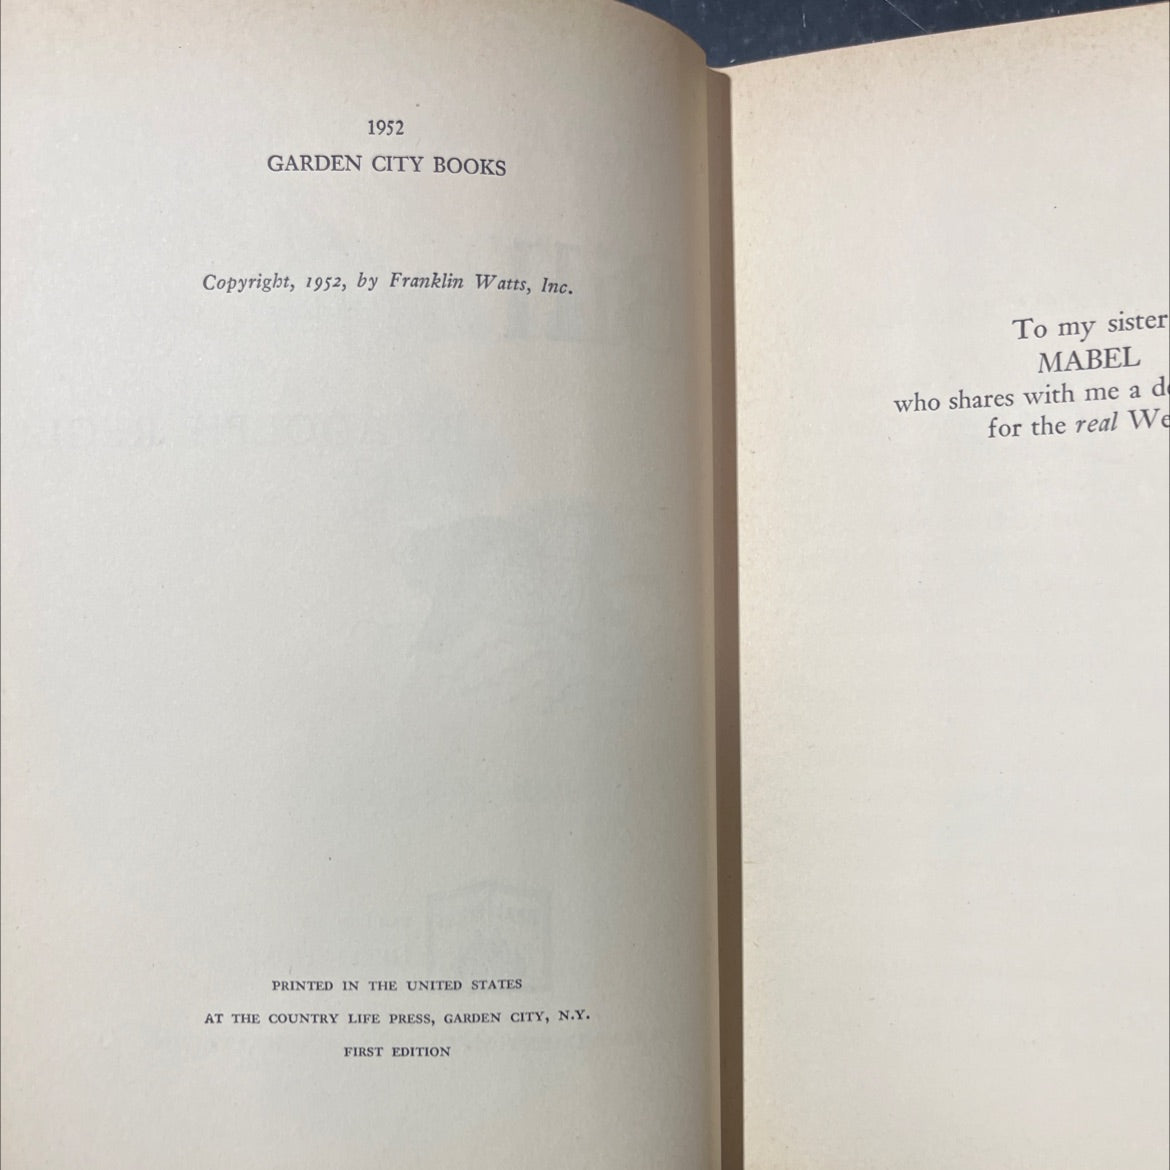 1952
GARDEN CITY BOOKS
Copyright, 1952, by Franklin Watts, Inc.
PRINTED IN THE UNITED STATES
AT THE COUNTRY LIFE PRESS, GARDEN CITY, N.Y.
FIRST EDITION
To my sister
MABEL
who shares with me a
for the real